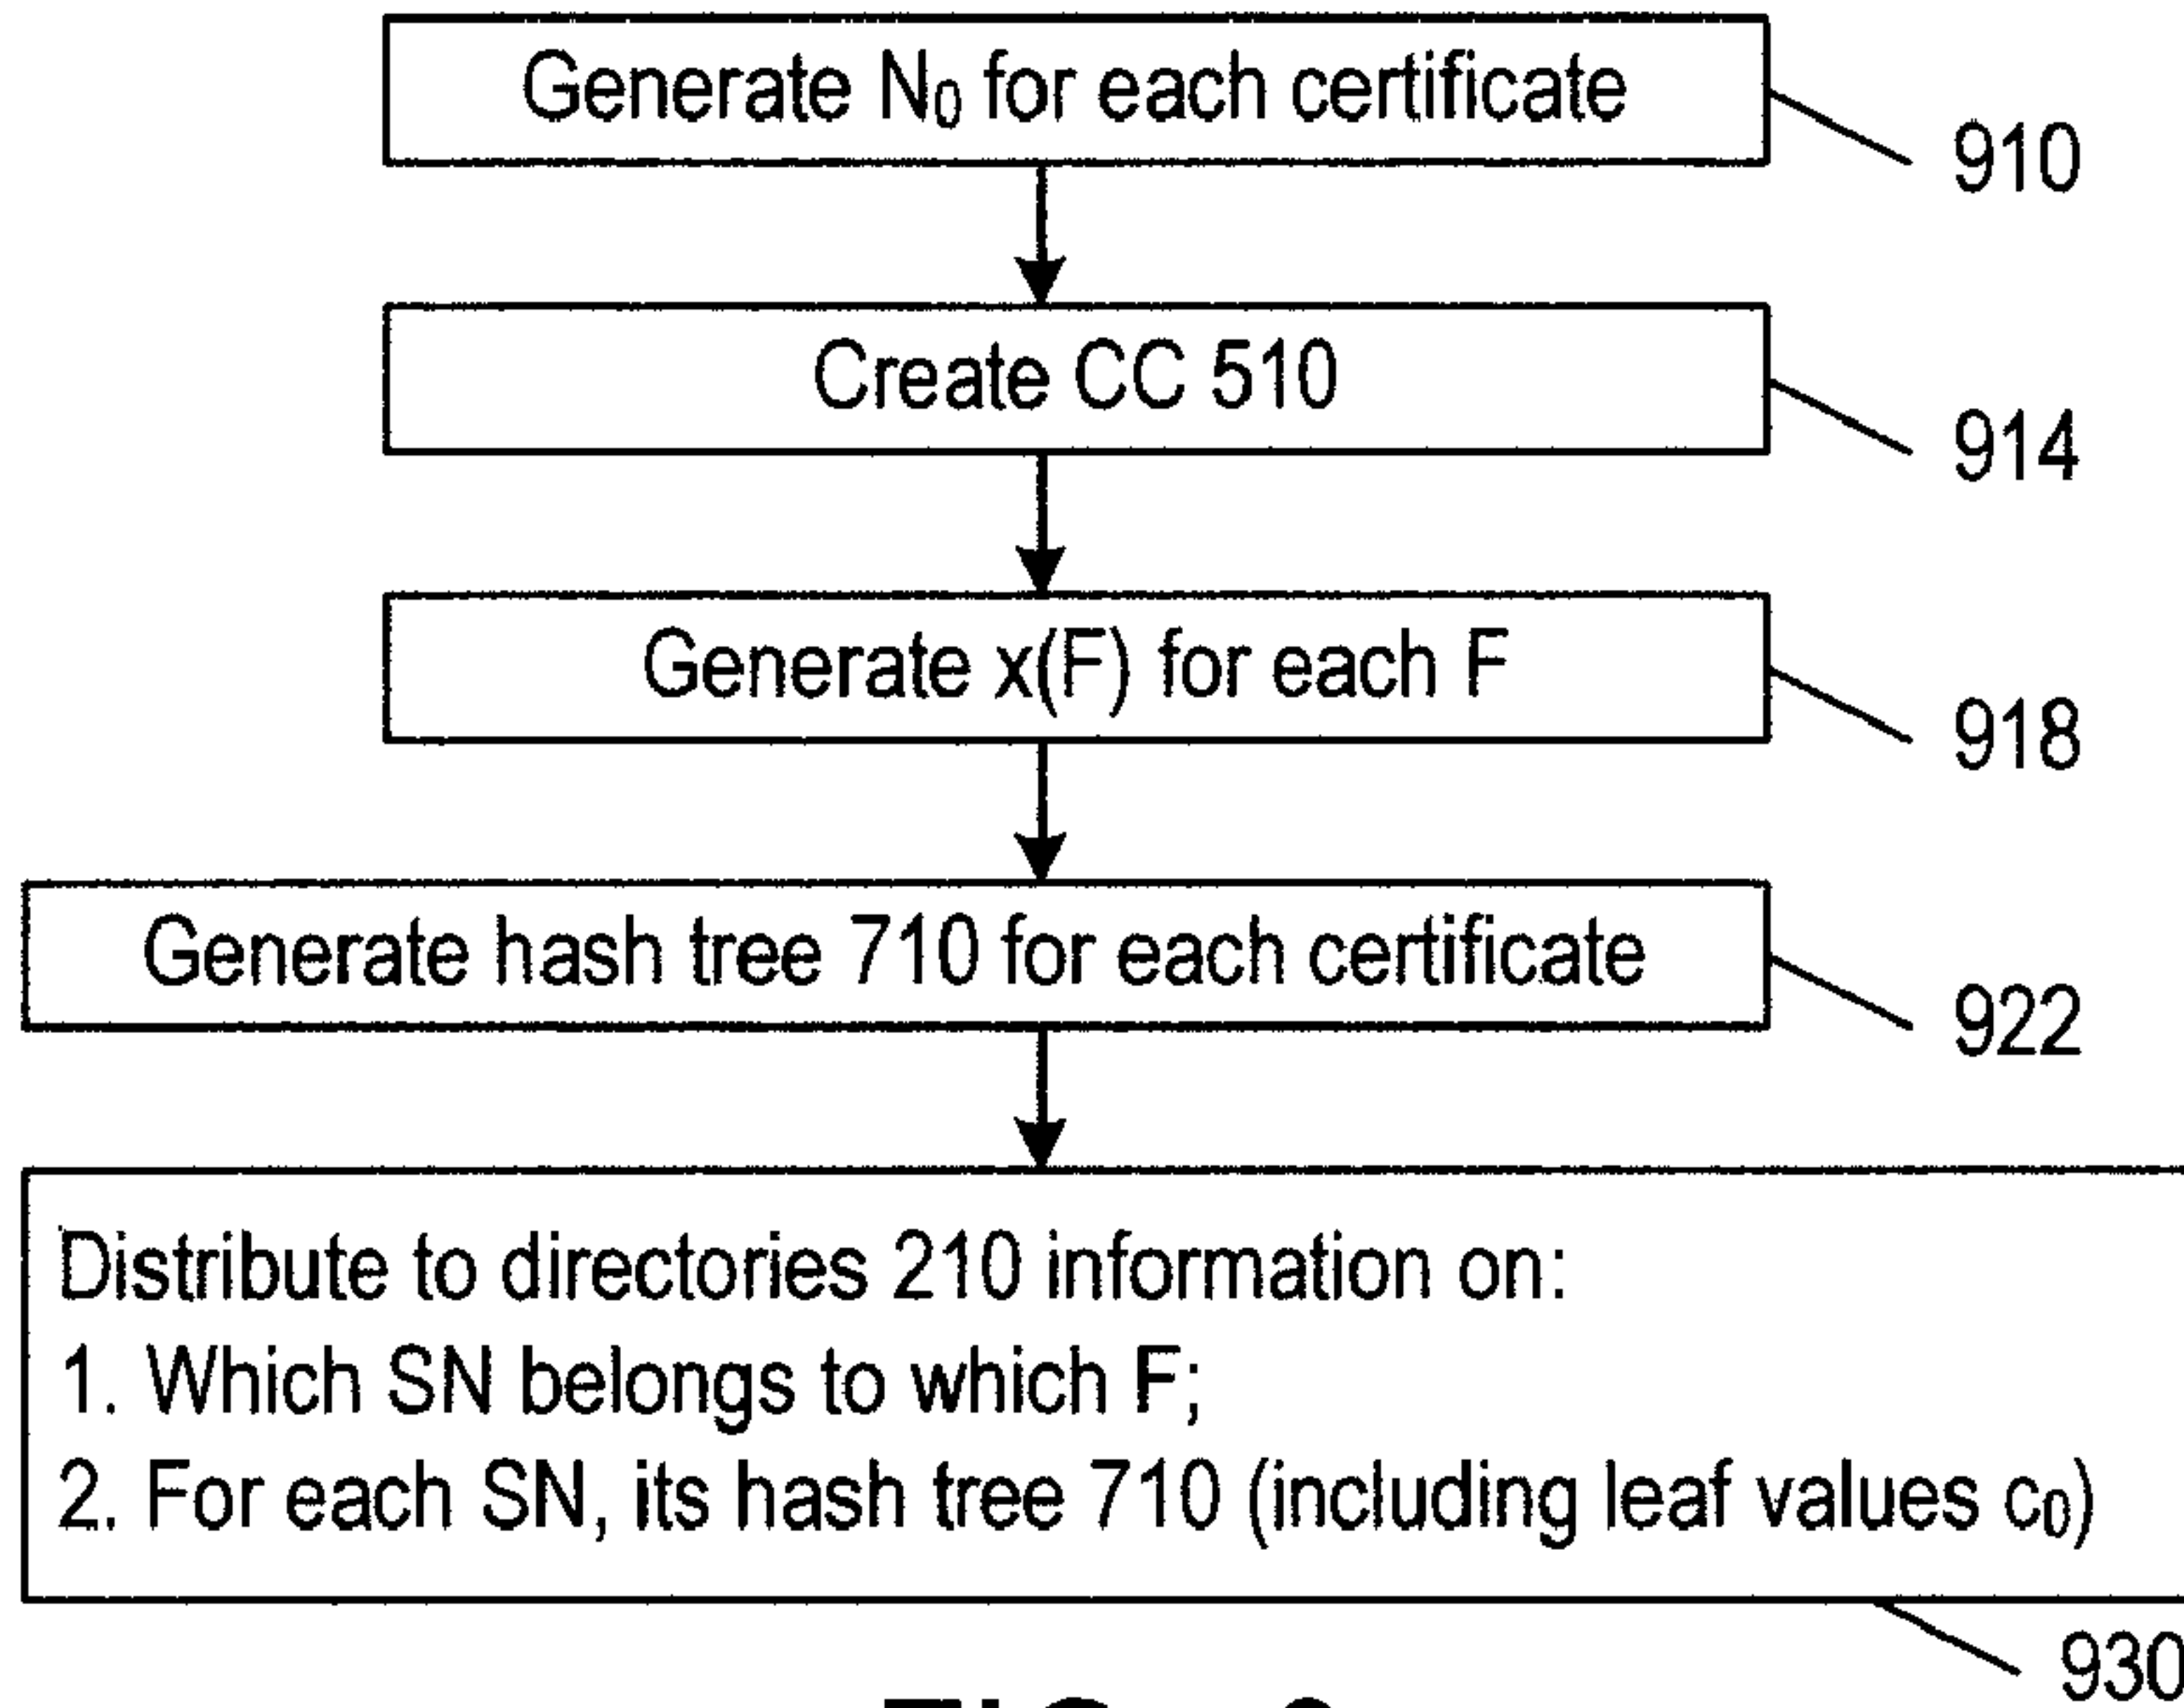 Generate N₀ for each certificate
910
Create CC 510
914
Generate x(F) for each F
918
Generate hash tree 710 for each certificate
922
Distribute to directories 210 information on:
1. Which SN belongs to which F;
2. For each SN, its hash tree 710 (including leaf values c₀)
930